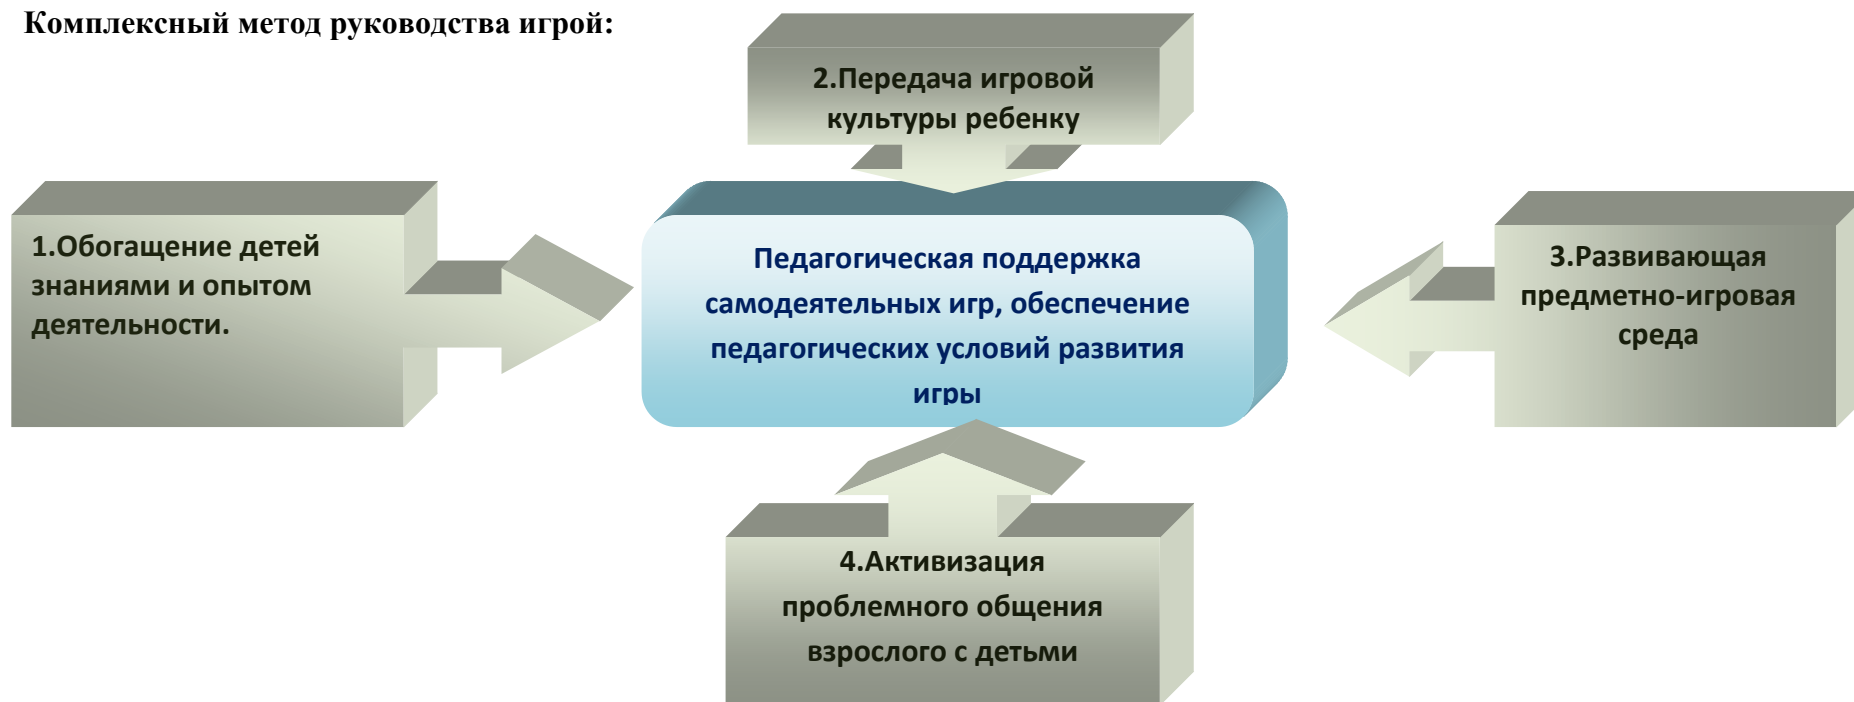 Комплексный метод руководства игрой:
2.Передача игровой
культуры ребенку
1.Обогащение детей
знаниями и опытом
деятельности.
Педагогическая поддержка
самодеятельных игр, обеспечение
педагогических условий развития
игры
3.Развивающая
предметно-игровая
среда
4.Активизация
проблемного общения
взрослого с детьми